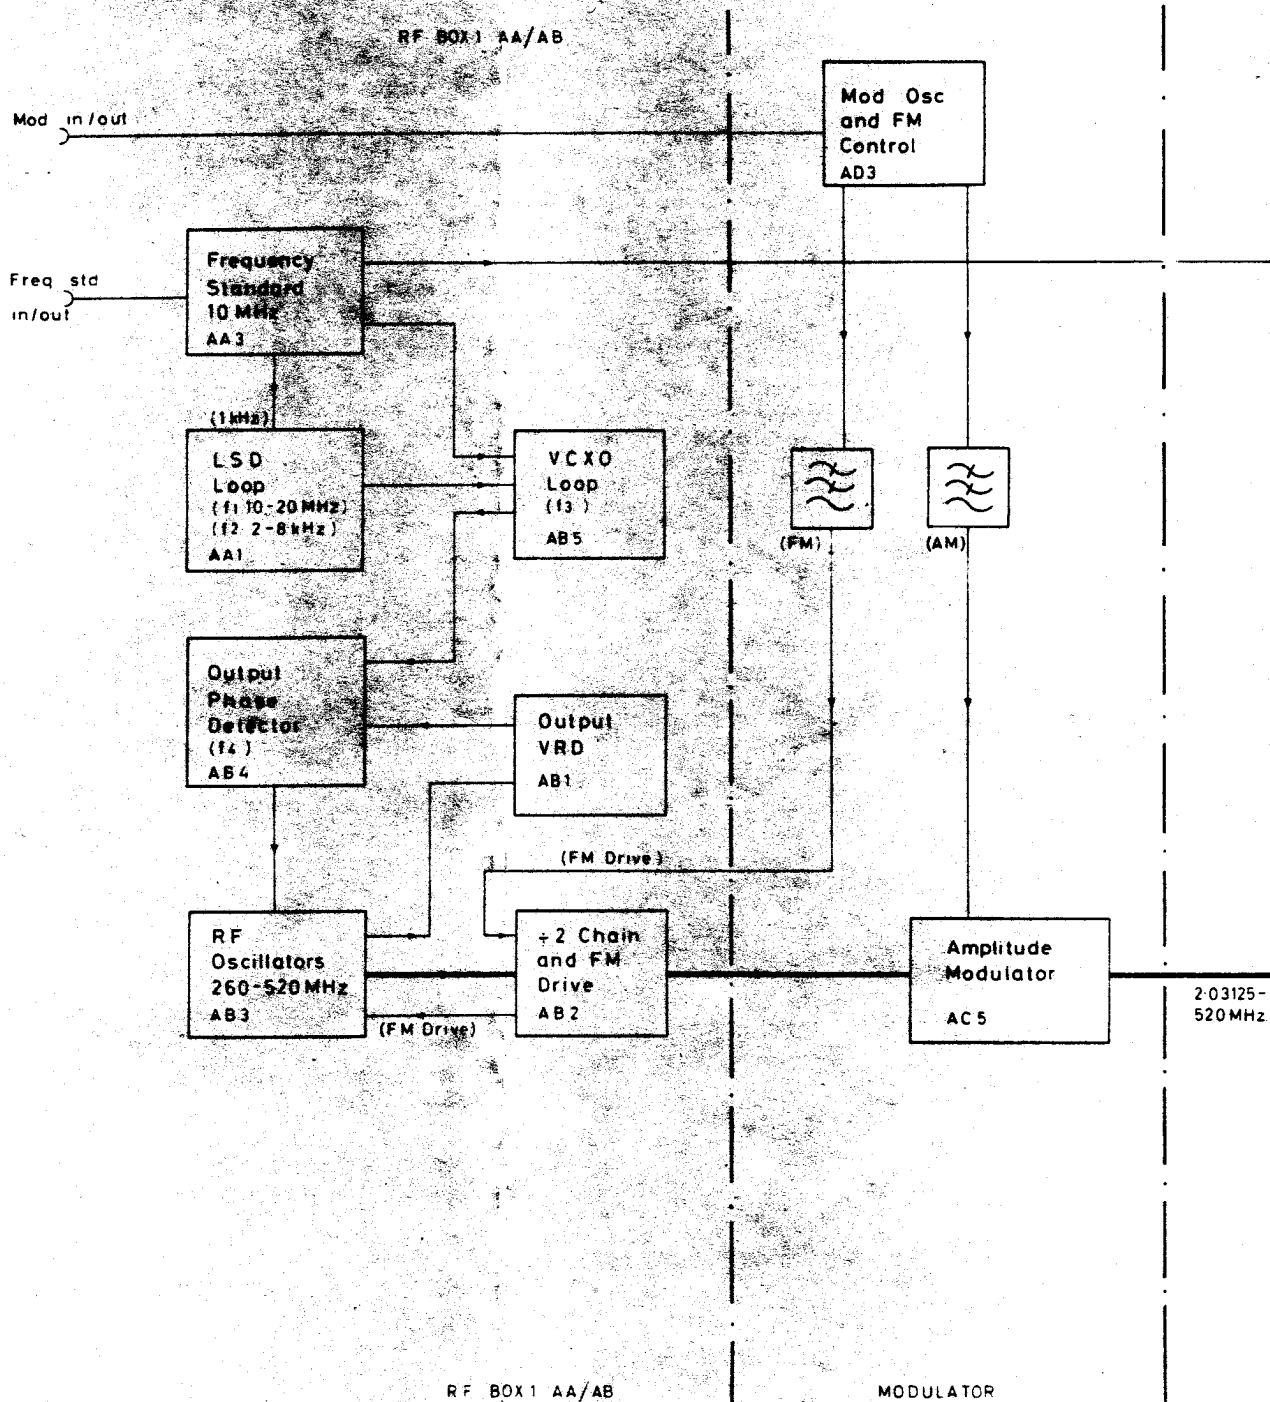 RF BOX 1 AA/AB
Mod in/out
Mod Osc
and FM
Control
AD3
Freq std
in/out
Frequency
Standard
10 MHz
AA3
(1kHz)
LSD
Loop
(f1 10-20 MHz)
(f2 2-8 kHz)
AA1
VCXO
Loop
(f3)
AB5
(FM)
(AM)
Output
Phase
Detector
(f4)
AB4
Output
VRD
AB1
(FM Drive)
RF
Oscillators
260-520 MHz
AB3
(FM Drive)
÷2 Chain
and FM
Drive
AB2
Amplitude
Modulator
AC5
2·03125-
520 MHz
RF BOX 1 AA/AB
MODULATOR